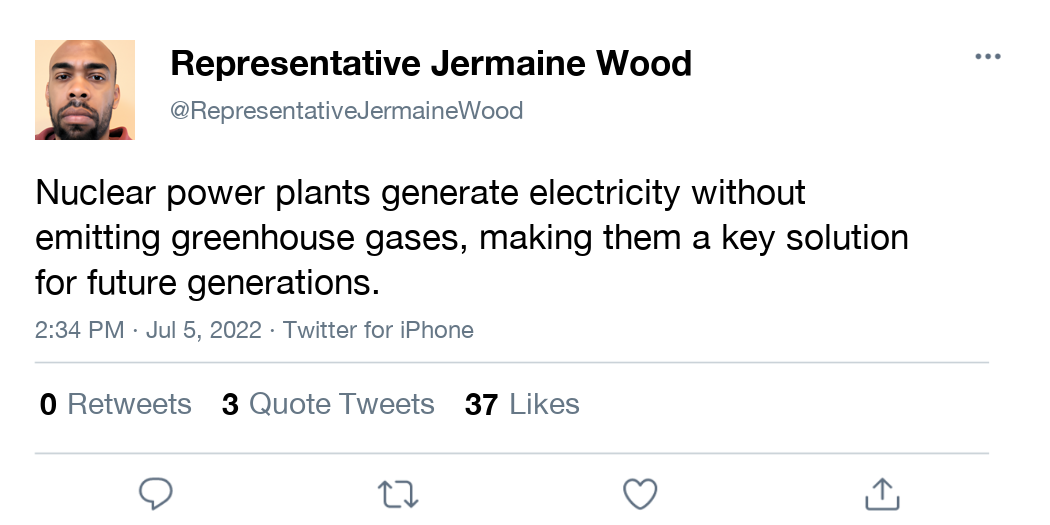 Representative Jermaine Wood
@RepresentativeJermaineWood
Nuclear power plants generate electricity without
emitting greenhouse gases, making them a key solution
for future generations.
2:34 PM · Jul 5, 2022 · Twitter for iPhone
0 Retweets 3 Quote Tweets 37 Likes